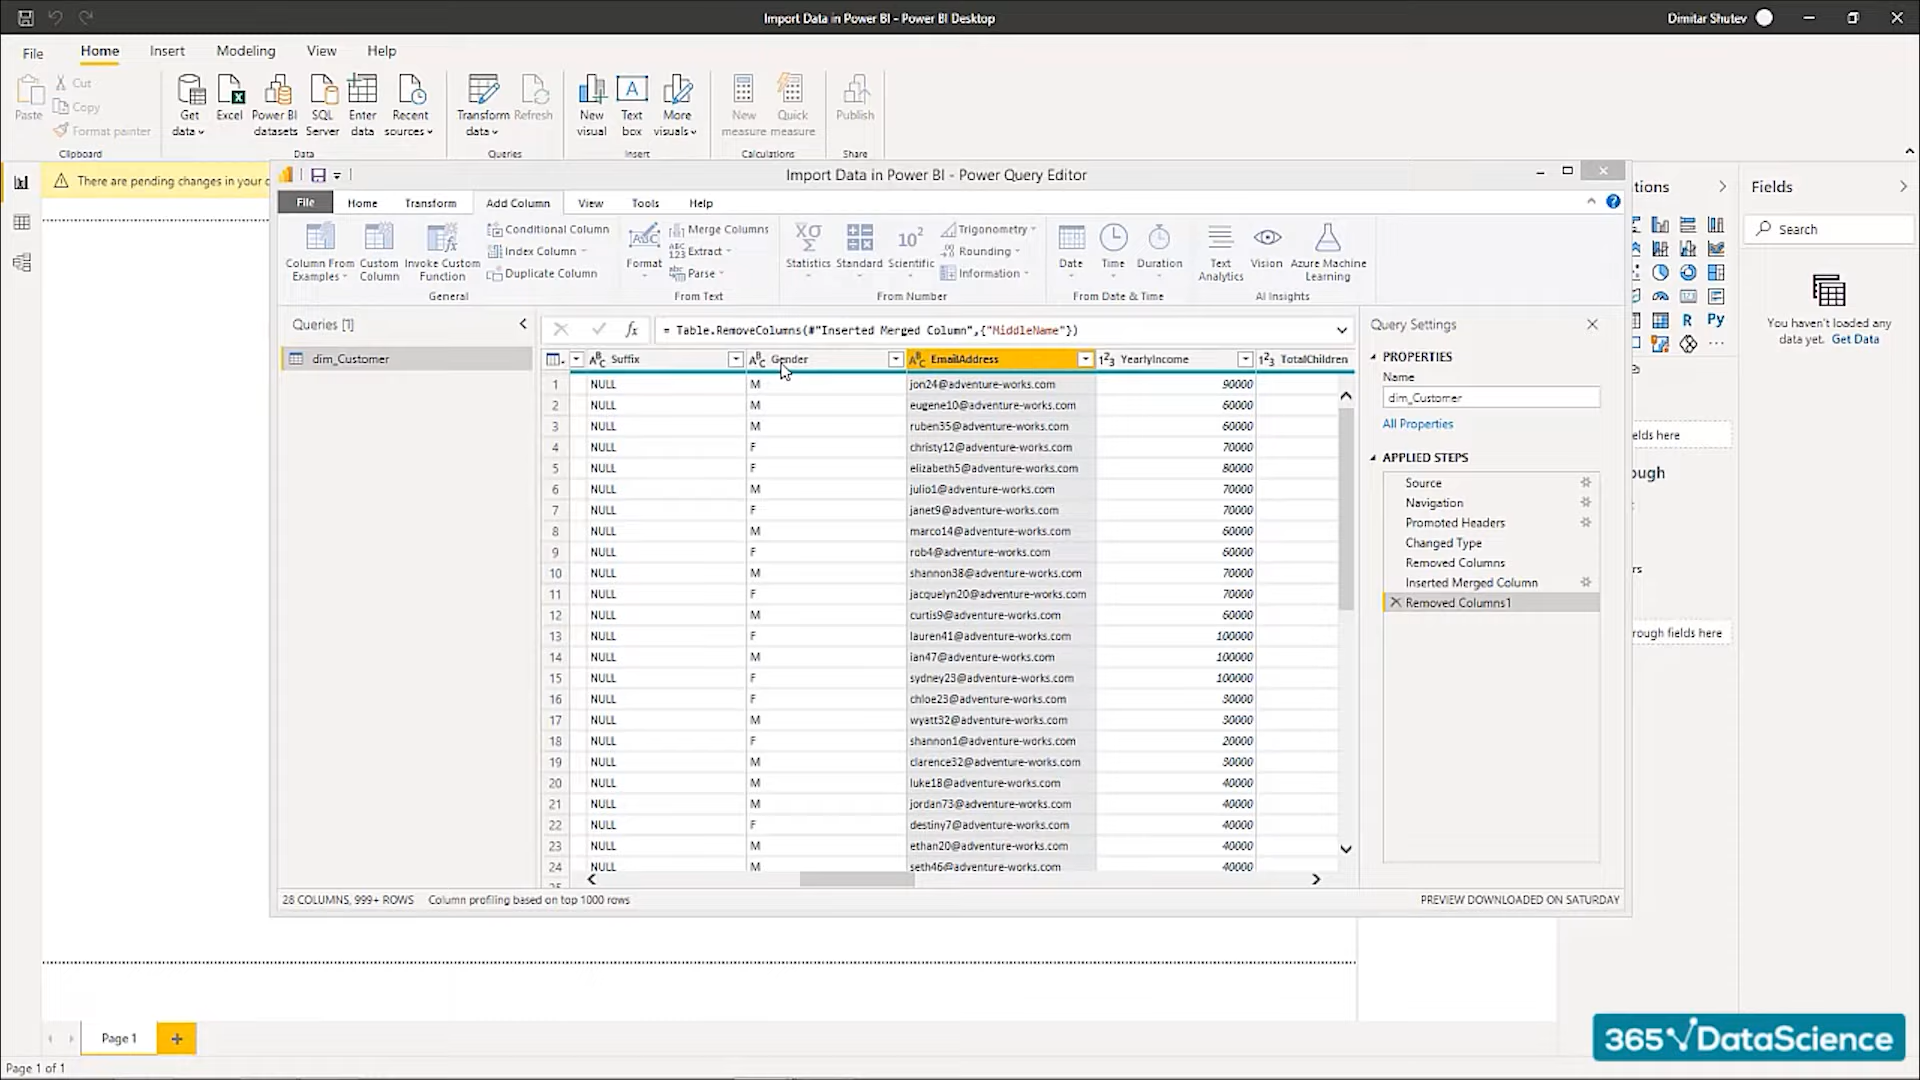 Import Data in Power BI - Power BI Desktop
Dimitar Shutev
File Home Insert Modeling View Help
Paste
Cut
Copy
Format painter
Clipboard
Get data
Excel
Power BI datasets
SQL Server
Enter data
Recent sources
Data
Transform data
Refresh
Queries
New visual
Text box
More visuals
Insert
New measure
Quick measure
Calculations
Publish
Share
There are pending changes in your
Import Data in Power BI - Power Query Editor
File Home Transform Add Column View Tools Help
Column From Examples
Custom Column
Invoke Custom Function
Conditional Column
Index Column
Duplicate Column
General
Format
Merge Columns
Extract
Parse
From Text
Statistics
Standard
Scientific
Trigonometry
Rounding
Information
From Number
Date
Time
Duration
From Date & Time
Text Analytics
Vision
Azure Machine Learning
AI Insights
Queries [1]
dim_Customer
= Table.RemoveColumns(#"Inserted Merged Column",{"MiddleName"})
Suffix Gender EmailAddress YearlyIncome TotalChildren
1 NULL M jon24@adventure-works.com 90000
2 NULL M eugene10@adventure-works.com 60000
3 NULL M ruben35@adventure-works.com 60000
4 NULL F christy12@adventure-works.com 70000
5 NULL F elizabeth5@adventure-works.com 80000
6 NULL M julio1@adventure-works.com 70000
7 NULL F janet9@adventure-works.com 70000
8 NULL M marco14@adventure-works.com 60000
9 NULL F rob4@adventure-works.com 60000
10 NULL M shannon38@adventure-works.com 70000
11 NULL F jacquelyn20@adventure-works.com 70000
12 NULL M curtis9@adventure-works.com 60000
13 NULL F lauren41@adventure-works.com 100000
14 NULL M ian47@adventure-works.com 100000
15 NULL F sydney23@adventure-works.com 100000
16 NULL F chloe23@adventure-works.com 30000
17 NULL M wyatt32@adventure-works.com 30000
18 NULL F shannon1@adventure-works.com 20000
19 NULL M clarence32@adventure-works.com 30000
20 NULL M luke18@adventure-works.com 40000
21 NULL M jordan73@adventure-works.com 40000
22 NULL F destiny7@adventure-works.com 40000
23 NULL M ethan20@adventure-works.com 40000
24 NULL M seth46@adventure-works.com 40000
28 COLUMNS, 999+ ROWS Column profiling based on top 1000 rows
PREVIEW DOWNLOADED ON SATURDAY
Query Settings
PROPERTIES
Name
dim_Customer
All Properties
APPLIED STEPS
Source
Navigation
Promoted Headers
Changed Type
Removed Columns
Inserted Merged Column
Removed Columns1
tions
R Py
elds here
ough
rs
rough fields here
Fields
Search
You haven't loaded any
data yet. Get Data
Page 1
Page 1 of 1
365 DataScience